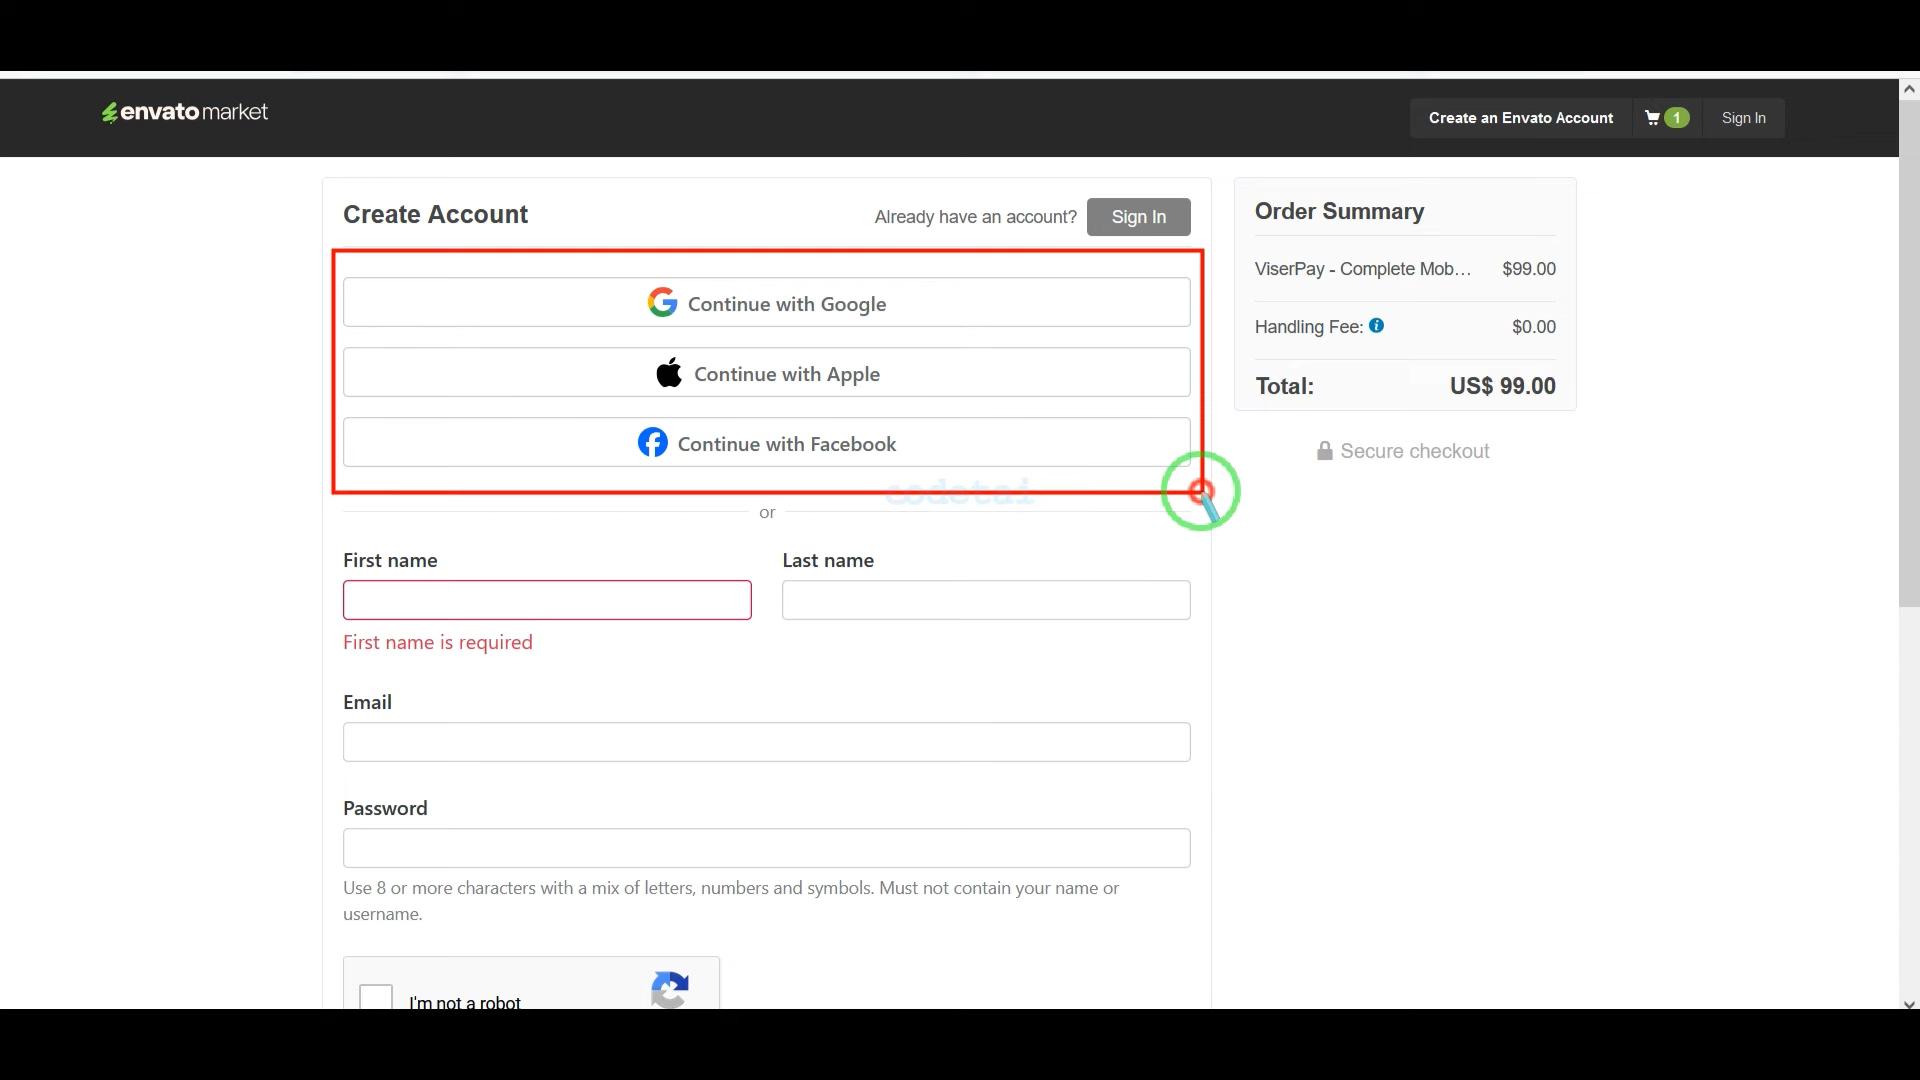 envato market
Create an Envato Account
1
Sign In
Create Account
Already have an account?
Sign In
Continue with Google
Continue with Apple
Continue with Facebook
codetai
or
First name
Last name
First name is required
Email
Password
Use 8 or more characters with a mix of letters, numbers and symbols. Must not contain your name or
username.
I'm not a robot
Order Summary
ViserPay - Complete Mob... $99.00
Handling Fee: $0.00
Total: US$ 99.00
Secure checkout